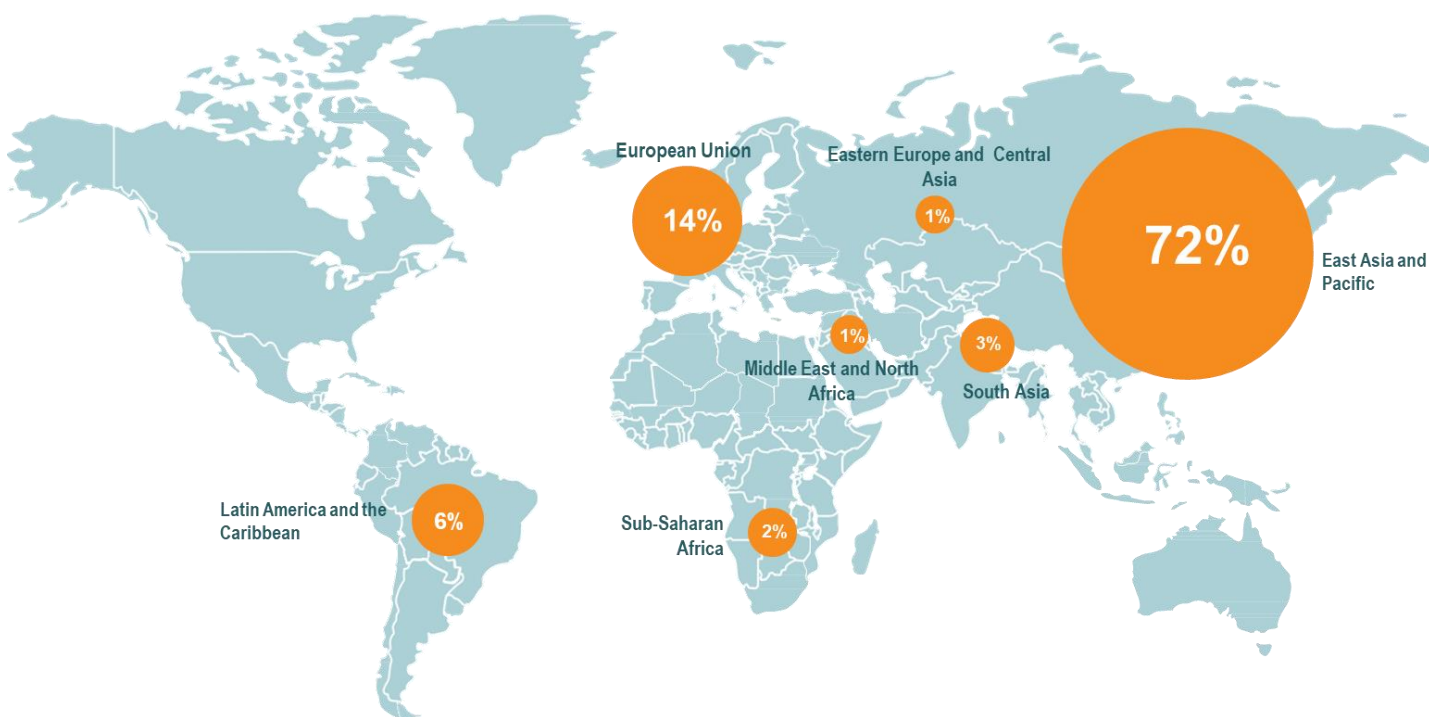 European Union
14%
Eastern Europe and Central
Asia
1%
72%
East Asia and
Pacific
1%
Middle East and North
Africa
3%
South Asia
Latin America and the
Caribbean
6%
Sub-Saharan
Africa
2%